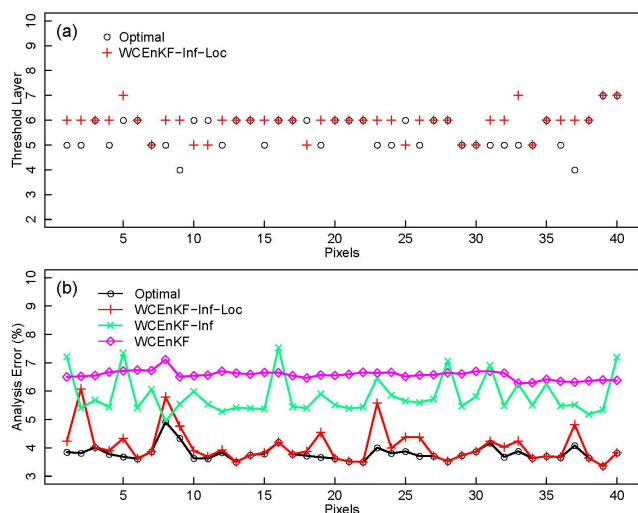 (a)
Optimal
WCEnKF-Inf-Loc
Threshold Layer
10
9
8
7
6
5
4
3
2
5 10 15 20 25 30 35 40
Pixels
(b)
Optimal
WCEnKF-Inf-Loc
WCEnKF-Inf
WCEnKF
Analysis Error (%)
10
9
8
7
6
5
4
3
5 10 15 20 25 30 35 40
Pixels